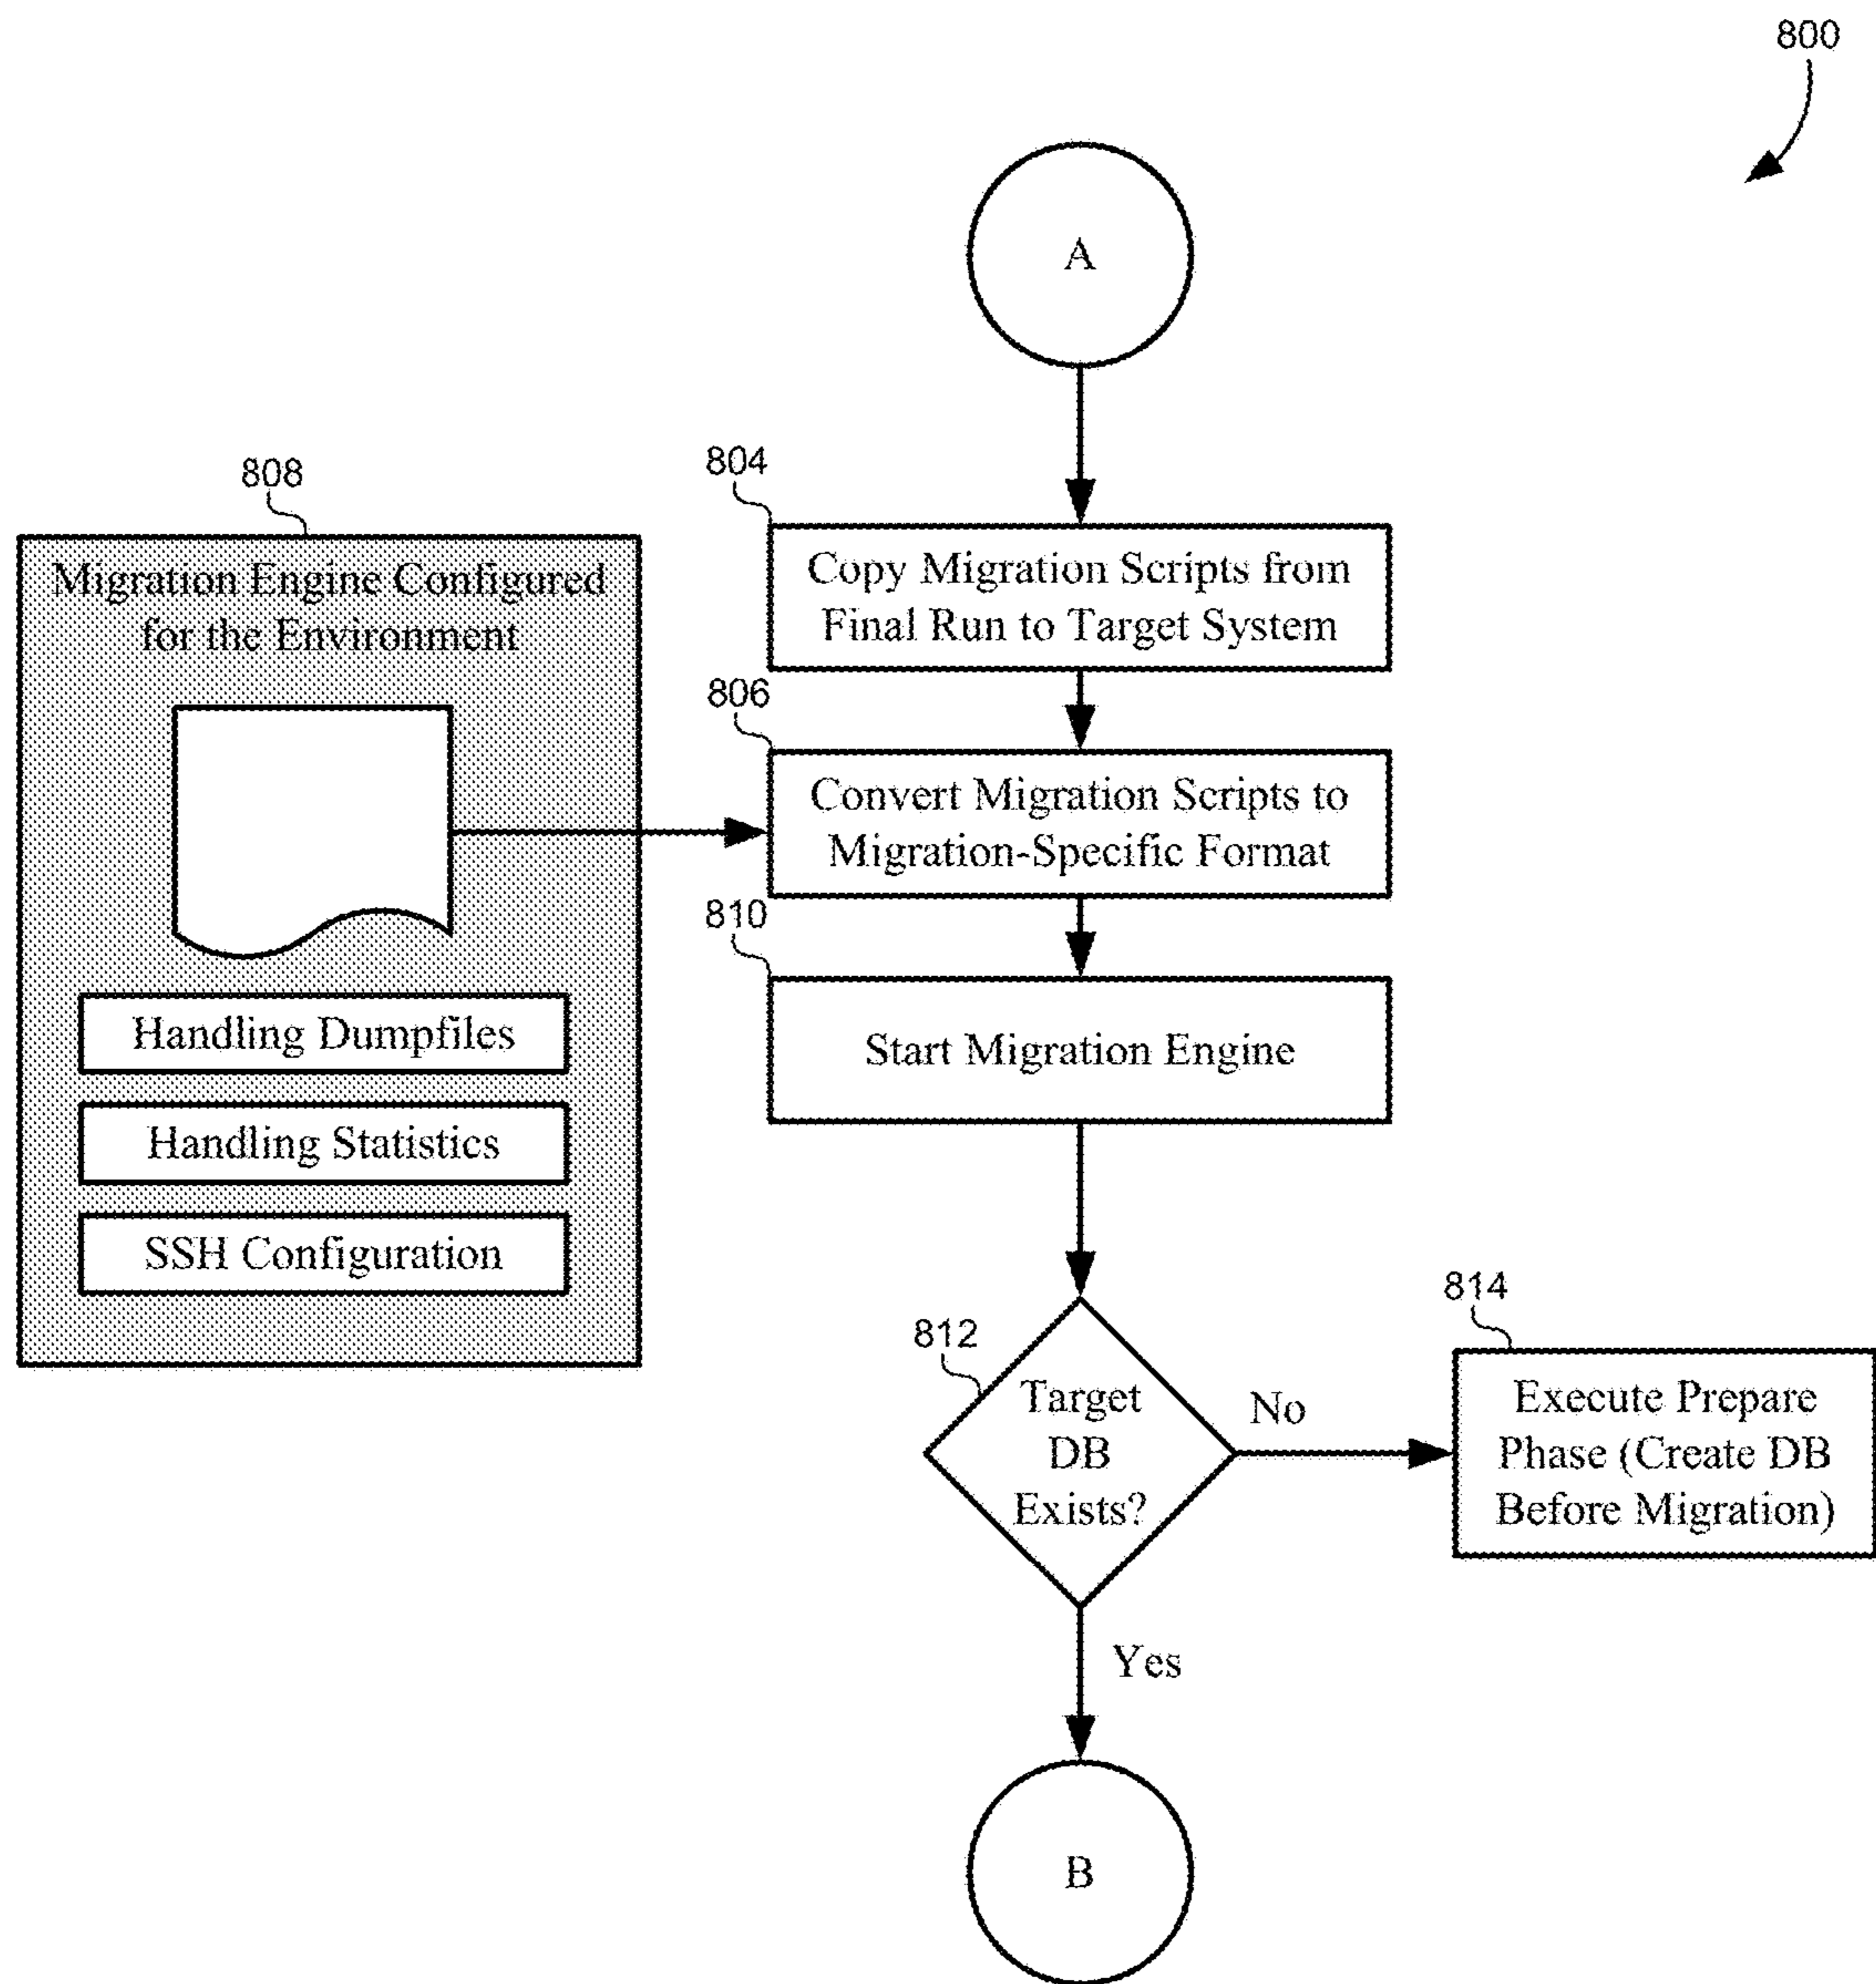 800
A
804
Copy Migration Scripts from
Final Run to Target System
808
Migration Engine Configured
for the Environment
Handling Dumpfiles
Handling Statistics
SSH Configuration
806
Convert Migration Scripts to
Migration-Specific Format
810
Start Migration Engine
812
Target
DB
Exists?
No
814
Execute Prepare
Phase (Create DB
Before Migration)
Yes
B